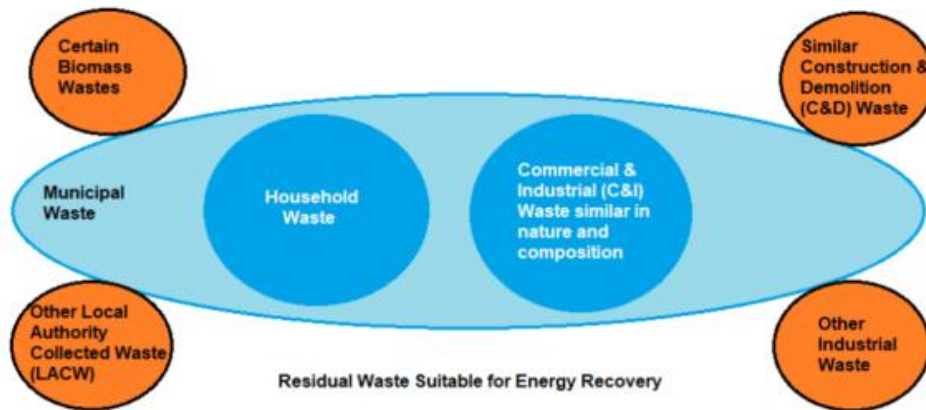 Certain
Biomass
Wastes
Similar
Construction &
Demolition
(C&D) Waste
Municipal
Waste
Household
Waste
Commercial &
Industrial (C&I)
Waste similar in
nature and
composition
Other Local
Authority
Collected Waste
(LACW)
Other
Industrial
Waste
Residual Waste Suitable for Energy Recovery